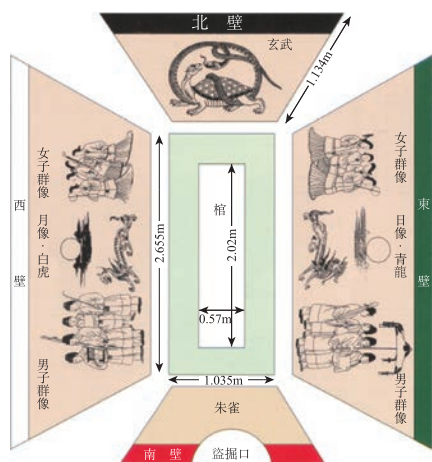 北壁
玄武
1.134m
女子群像
月像・白虎
男子群像
西壁
2.655m
棺
2.02m
0.57m
1.035m
女子群像
日像・青龍
男子群像
東壁
朱雀
南壁
盗掘口